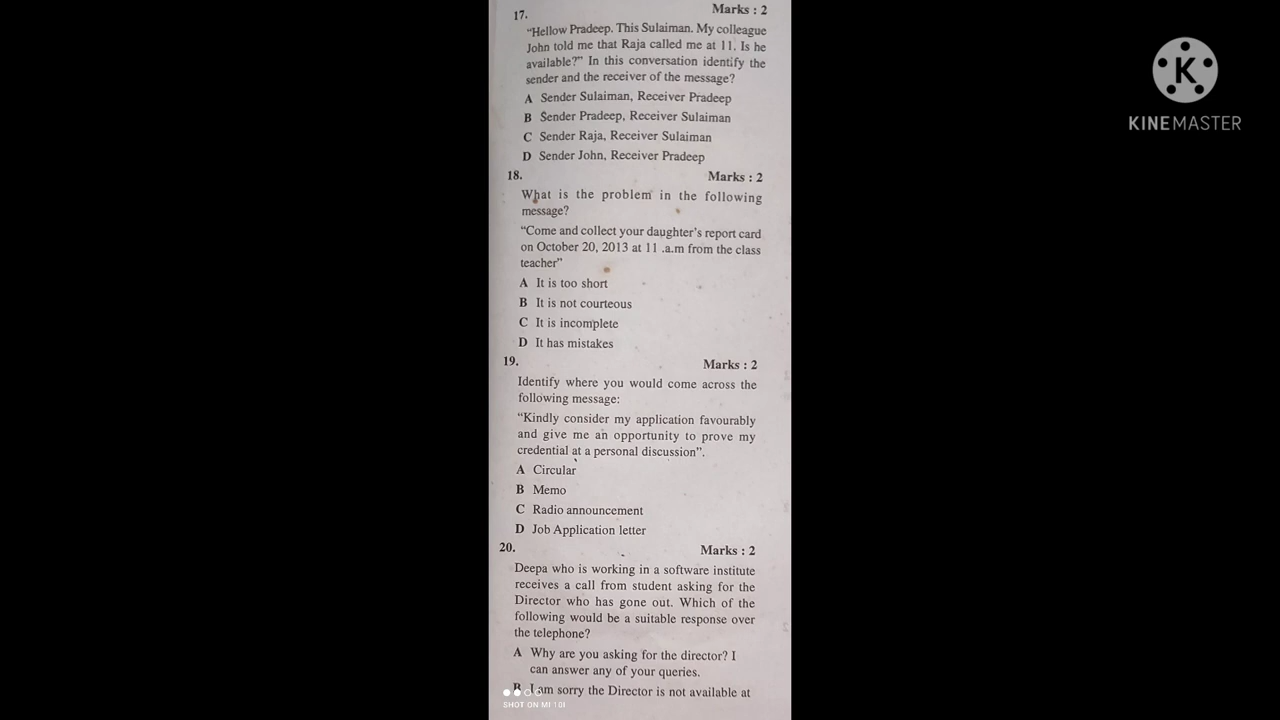 17.
Marks : 2
"Hellow Pradeep. This Sulaiman. My colleague
John told me that Raja called me at 11. Is he
available?" In this conversation identify the
sender and the receiver of the message?
A Sender Sulaiman, Receiver Pradeep
B Sender Pradeep, Receiver Sulaiman
C Sender Raja, Receiver Sulaiman
D Sender John, Receiver Pradeep
18.
Marks : 2
What is the problem in the following
message?
"Come and collect your daughter's report card
on October 20, 2013 at 11 .a.m from the class
teacher"
A It is too short
B It is not courteous
C It is incomplete
D It has mistakes
19.
Marks : 2
Identify where you would come across the
following message:
"Kindly consider my application favourably
and give me an opportunity to prove my
credential at a personal discussion".
A Circular
B Memo
C Radio announcement
D Job Application letter
20.
Marks : 2
Deepa who is working in a software institute
receives a call from student asking for the
Director who has gone out. Which of the
following would be a suitable response over
the telephone?
A Why are you asking for the director? I
can answer any of your queries.
B I am sorry the Director is not available at
SHOT ON MI 10I
K
KINEMASTER